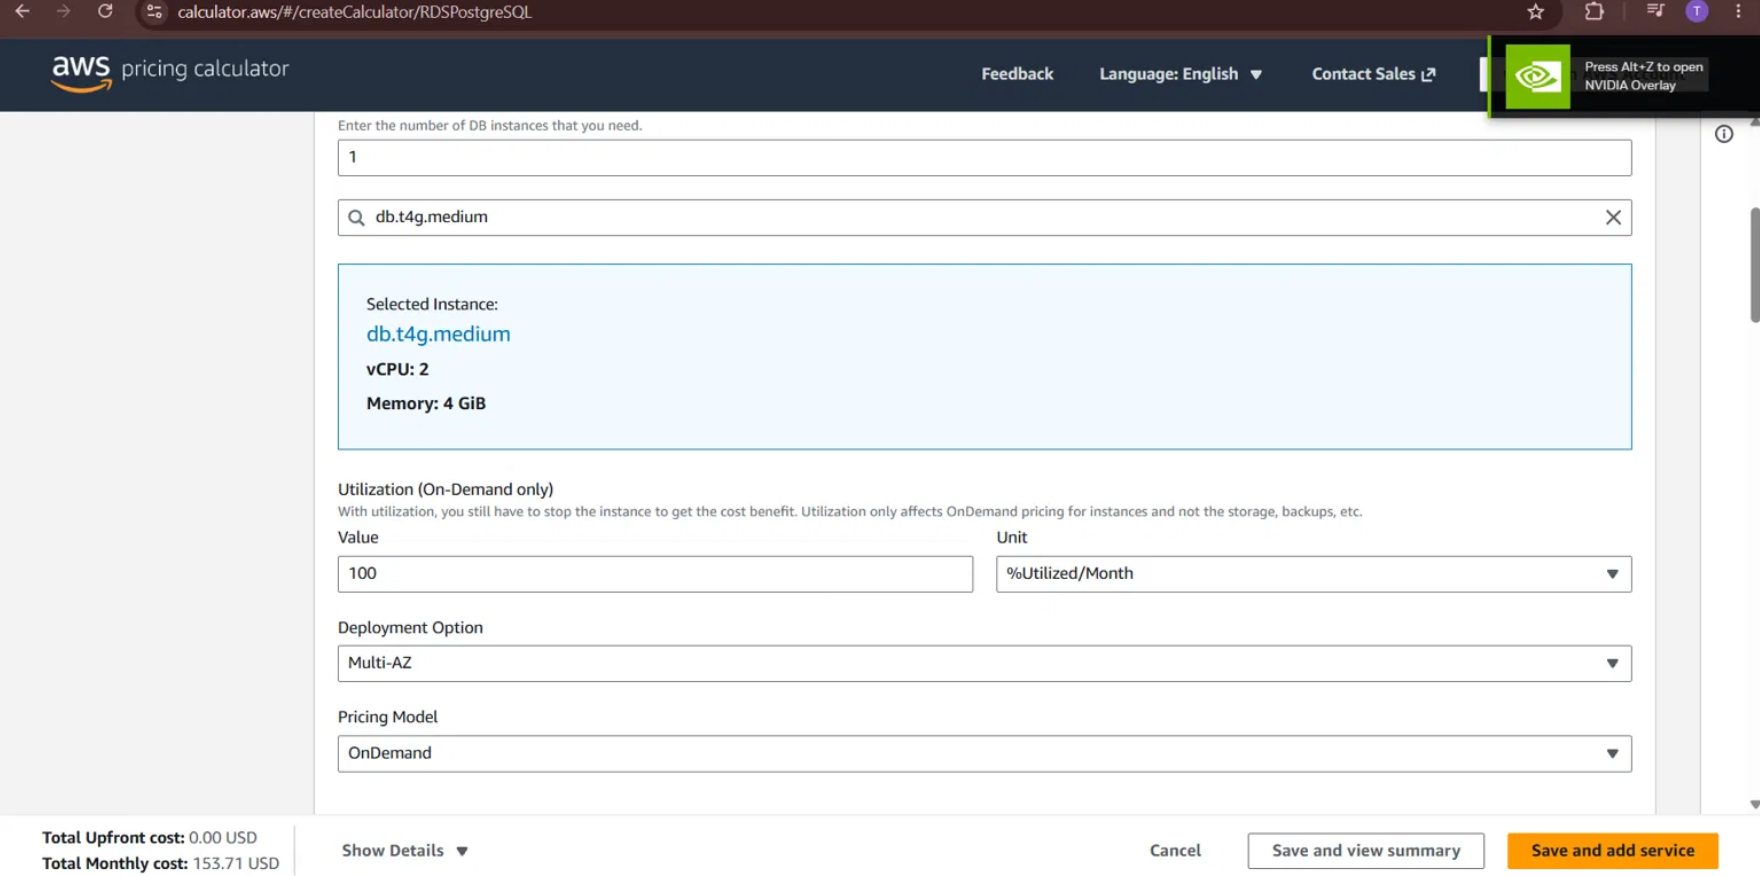 calculator.aws/#/createCalculator/RDSPostgreSQL
T
aws pricing calculator
Feedback
Language: English
Contact Sales
Press Alt+Z to open
NVIDIA Overlay
Enter the number of DB instances that you need.
1
db.t4g.medium
Selected Instance:
db.t4g.medium
vCPU: 2
Memory: 4 GiB
Utilization (On-Demand only)
With utilization, you still have to stop the instance to get the cost benefit. Utilization only affects OnDemand pricing for instances and not the storage, backups, etc.
Value
Unit
100
%Utilized/Month
Deployment Option
Multi-AZ
Pricing Model
OnDemand
Total Upfront cost: 0.00 USD
Total Monthly cost: 153.71 USD
Show Details
Cancel
Save and view summary
Save and add service